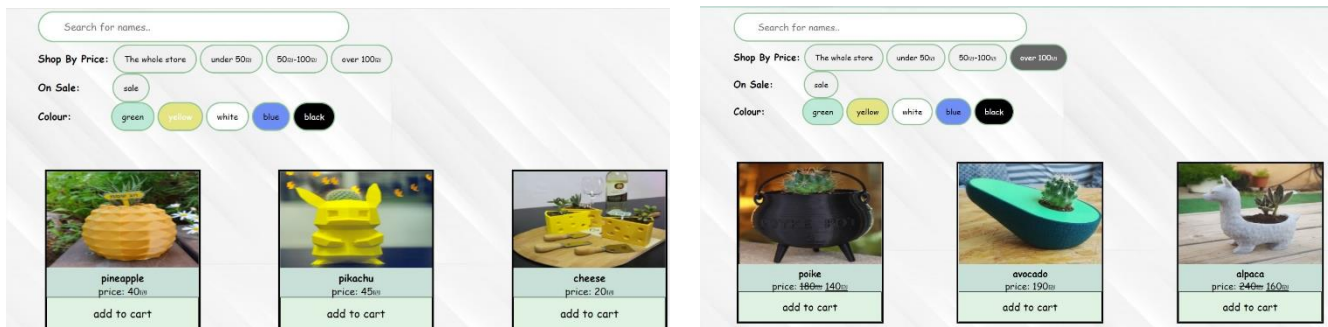 Search for names..
Shop By Price: The whole store under 50₪ 50₪-100₪ over 100₪
On Sale: sale
Colour: green yellow white blue black
pineapple pikachu cheese
price: 40₪ price: 45₪ price: 20₪
add to cart add to cart add to cart
Search for names..
Shop By Price: The whole store under 50₪ 50₪-100₪ over 100₪
On Sale: sale
Colour: green yellow white blue black
poike avocado alpaca
price: 180₪ 140₪ price: 190₪ price: 240₪ 160₪
add to cart add to cart add to cart